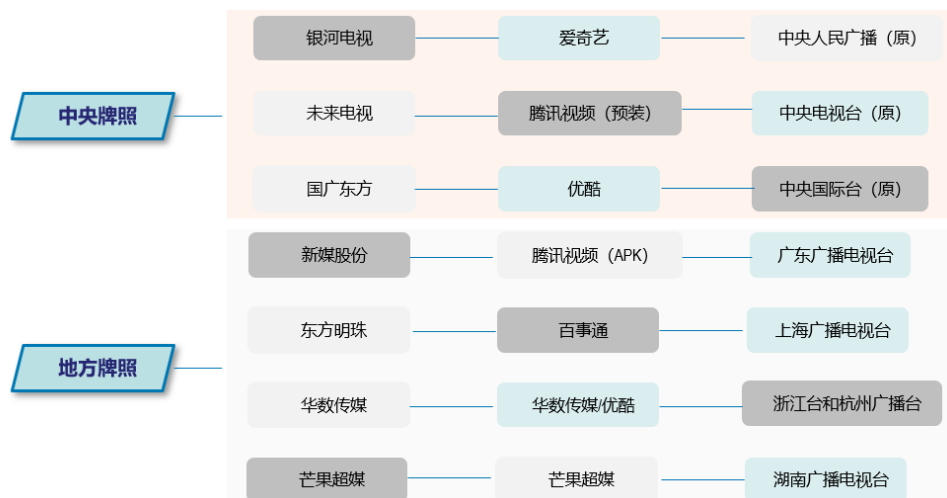 中央牌照
银河电视
爱奇艺
中央人民广播（原）
未来电视
腾讯视频（预装）
中央电视台（原）
国广东方
优酷
中央国际台（原）
地方牌照
新媒股份
腾讯视频（APK）
广东广播电视台
东方明珠
百事通
上海广播电视台
华数传媒
华数传媒/优酷
浙江台和杭州广播台
芒果超媒
芒果超媒
湖南广播电视台